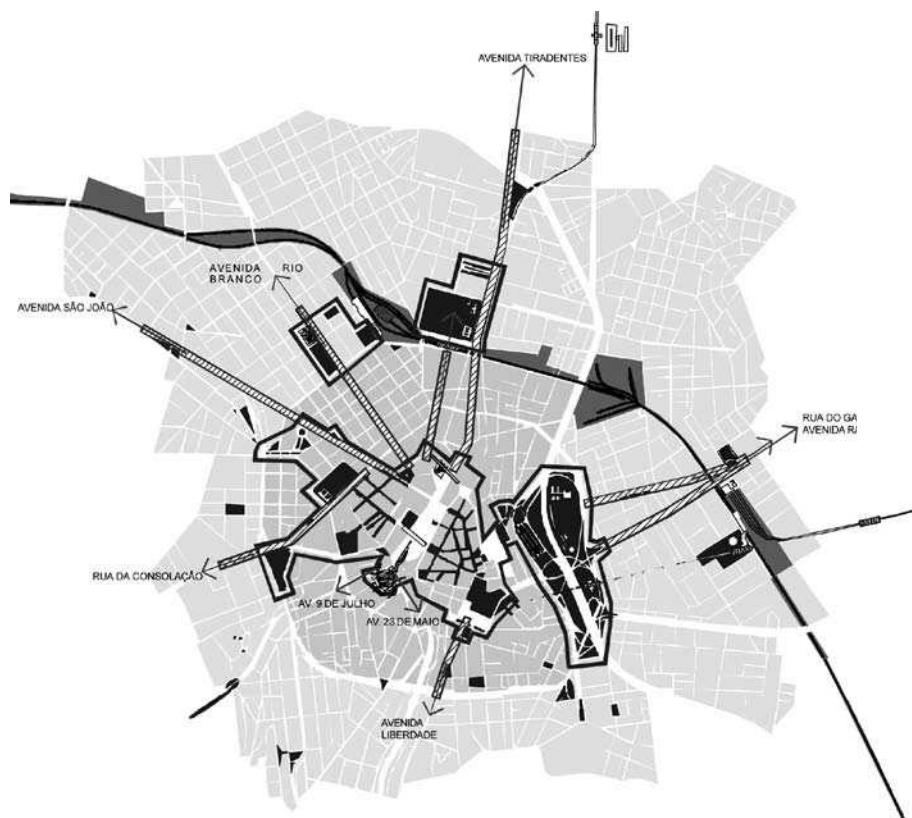 AVENIDA TIRADENTES
AVENIDA RIO
BRANCO
AVENIDA SÃO JOÃO
RUA DO GA
AVENIDA RA
RUA DA CONSOLAÇÃO
AV. 9 DE JULHO
AV. 23 DE MAIO
AVENIDA
LIBERDADE